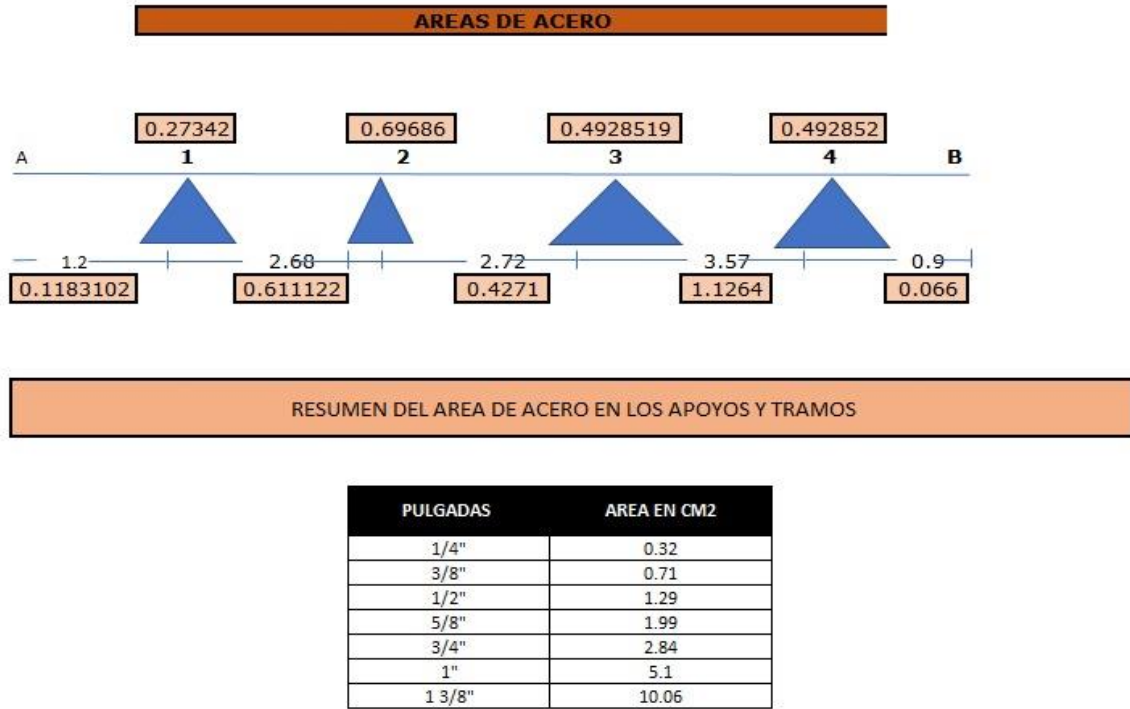 AREAS DE ACERO
0.27342 0.69686 0.4928519 0.492852
A 1 2 3 4 B
1.2 2.68 2.72 3.57 0.9
0.1183102 0.611122 0.4271 1.1264 0.066
RESUMEN DEL AREA DE ACERO EN LOS APOYOS Y TRAMOS
PULGADAS AREA EN CM2
1/4" 0.32
3/8" 0.71
1/2" 1.29
5/8" 1.99
3/4" 2.84
1" 5.1
1 3/8" 10.06